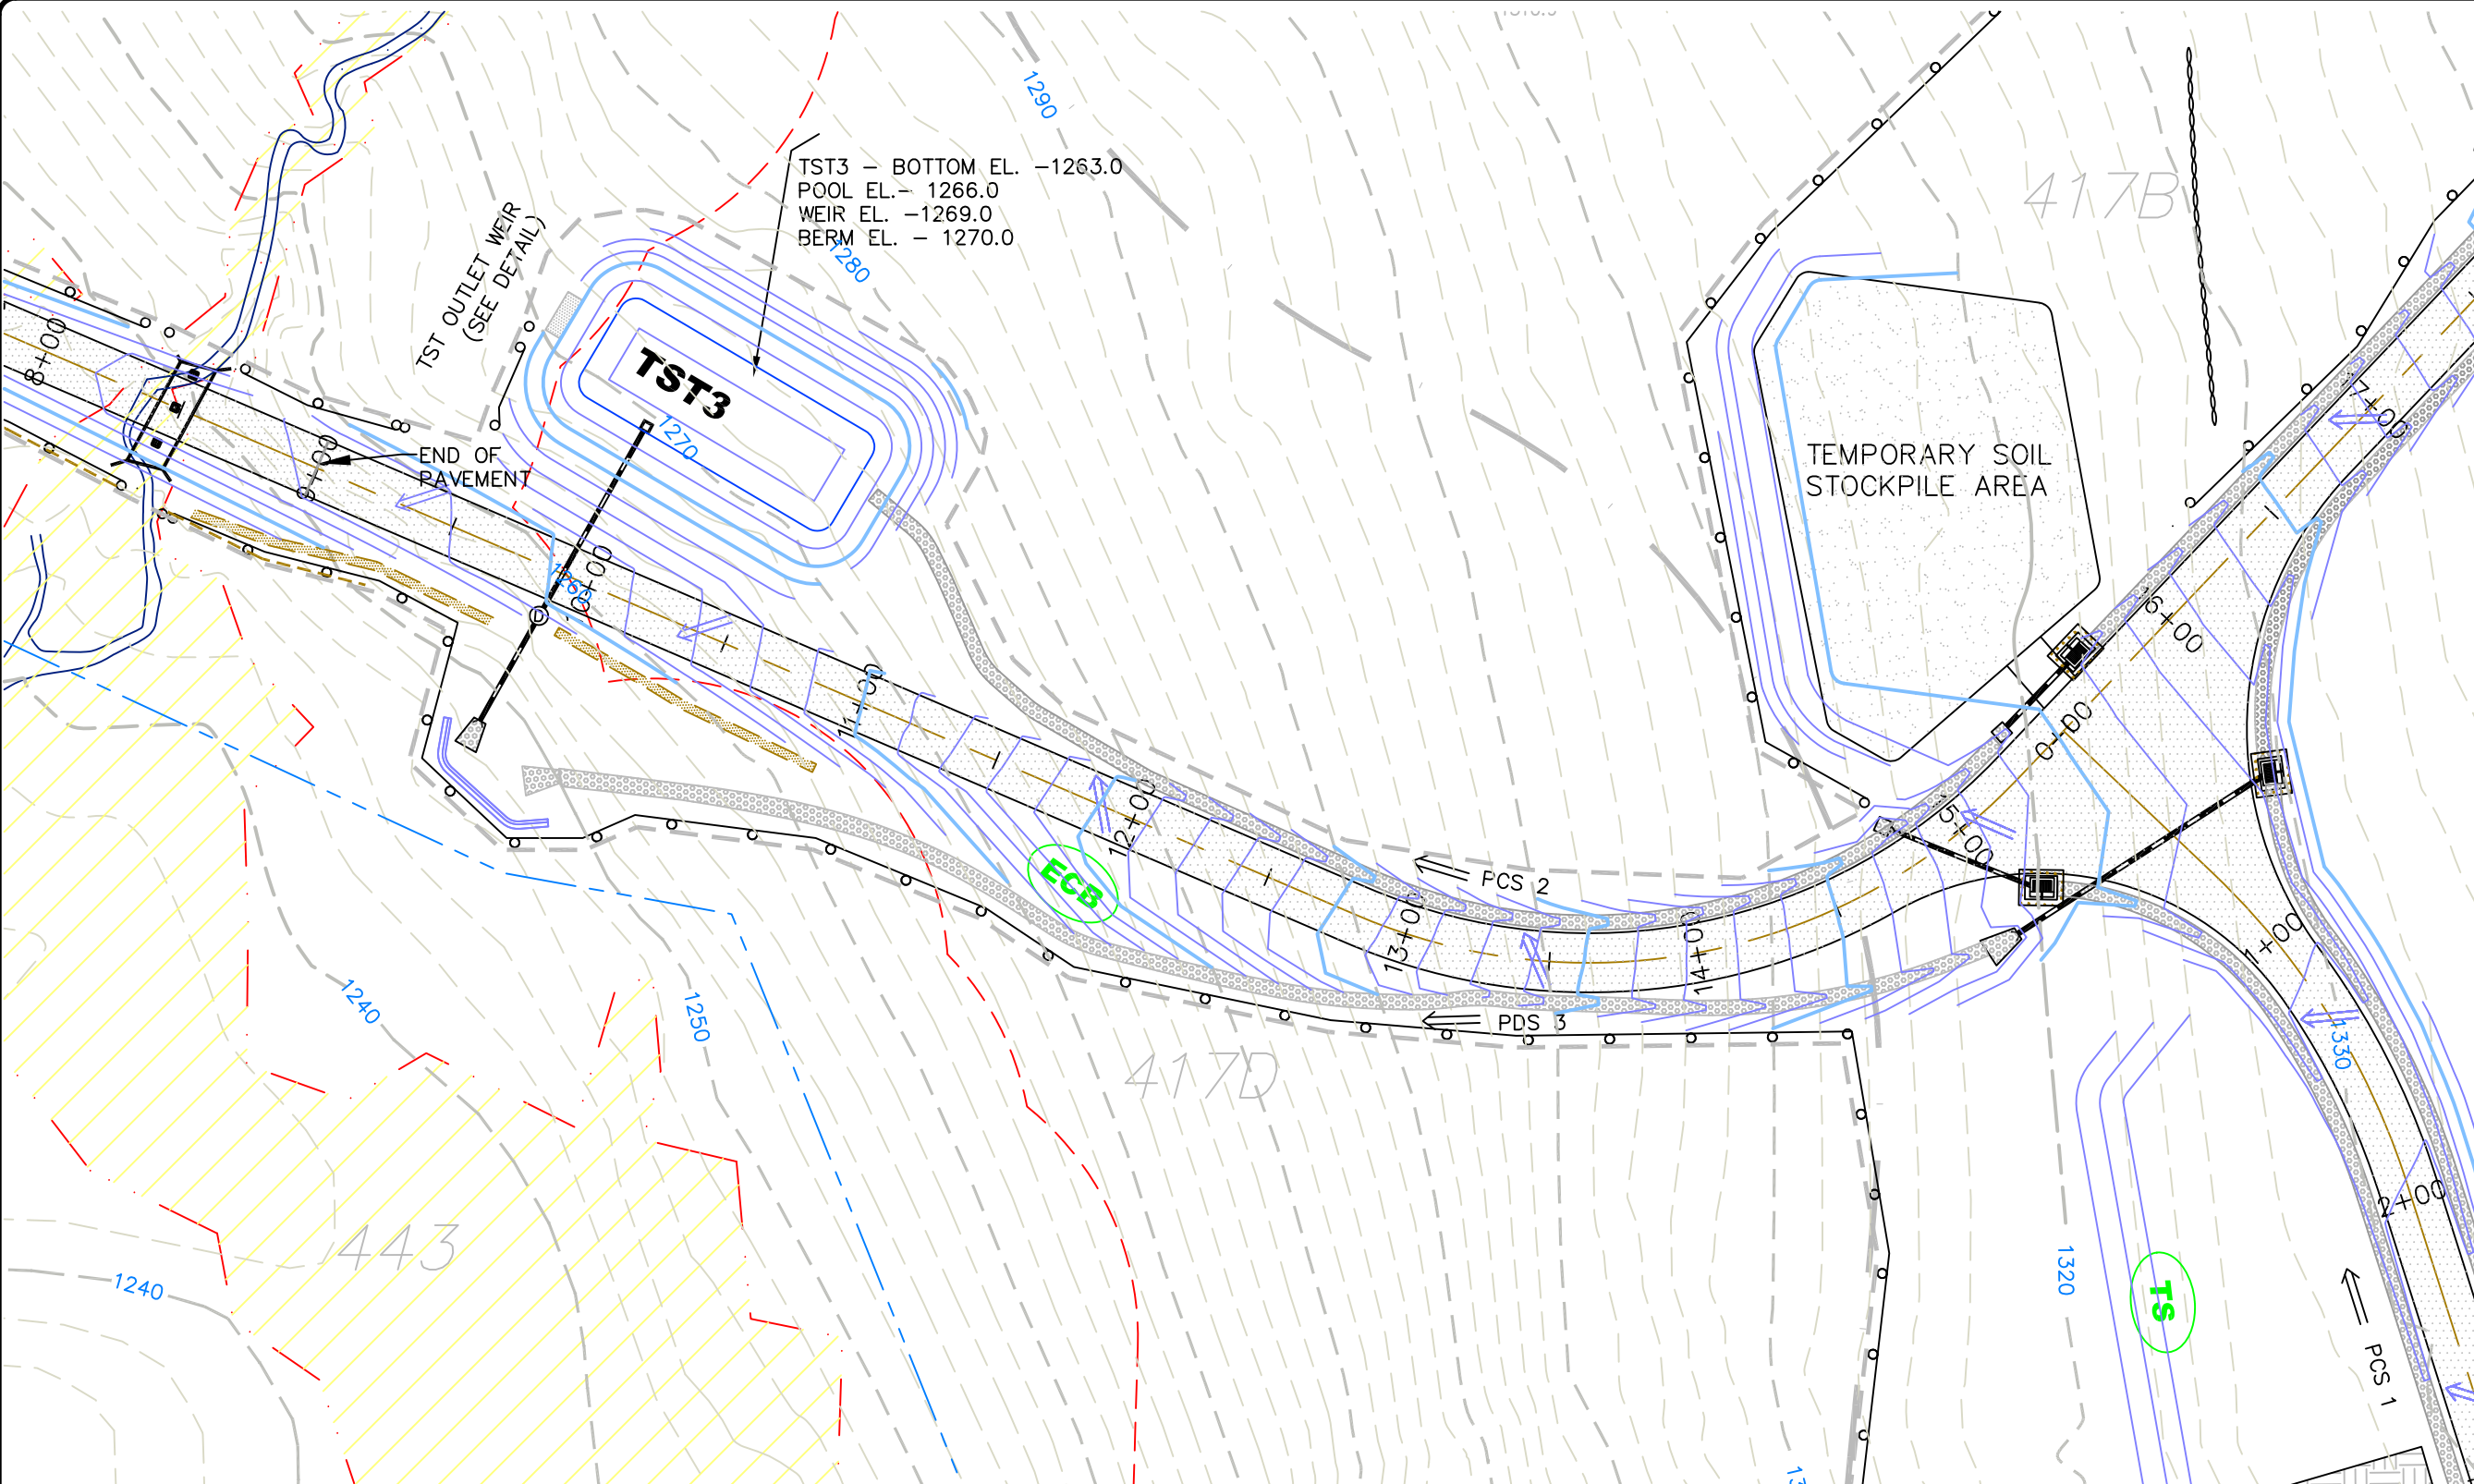 1290
TST3 - BOTTOM EL. -1263.0
POOL EL.- 1266.0
WEIR EL. -1269.0
BERM EL. - 1270.0
417B
TST OUTLET WEIR
(SEE DETAIL)
1280
8+00
TST3
1270
END OF
PAVEMENT
9+00
TEMPORARY SOIL
STOCKPILE AREA
17+00
1260
10+00
D
16+00
11+00
0+00
12+00
15+00
ECB
PCS 2
13+00
14+00
1+00
1240
1250
PDS 3
1330
417D
2+00
443
1240
1320
TS
PCS 1